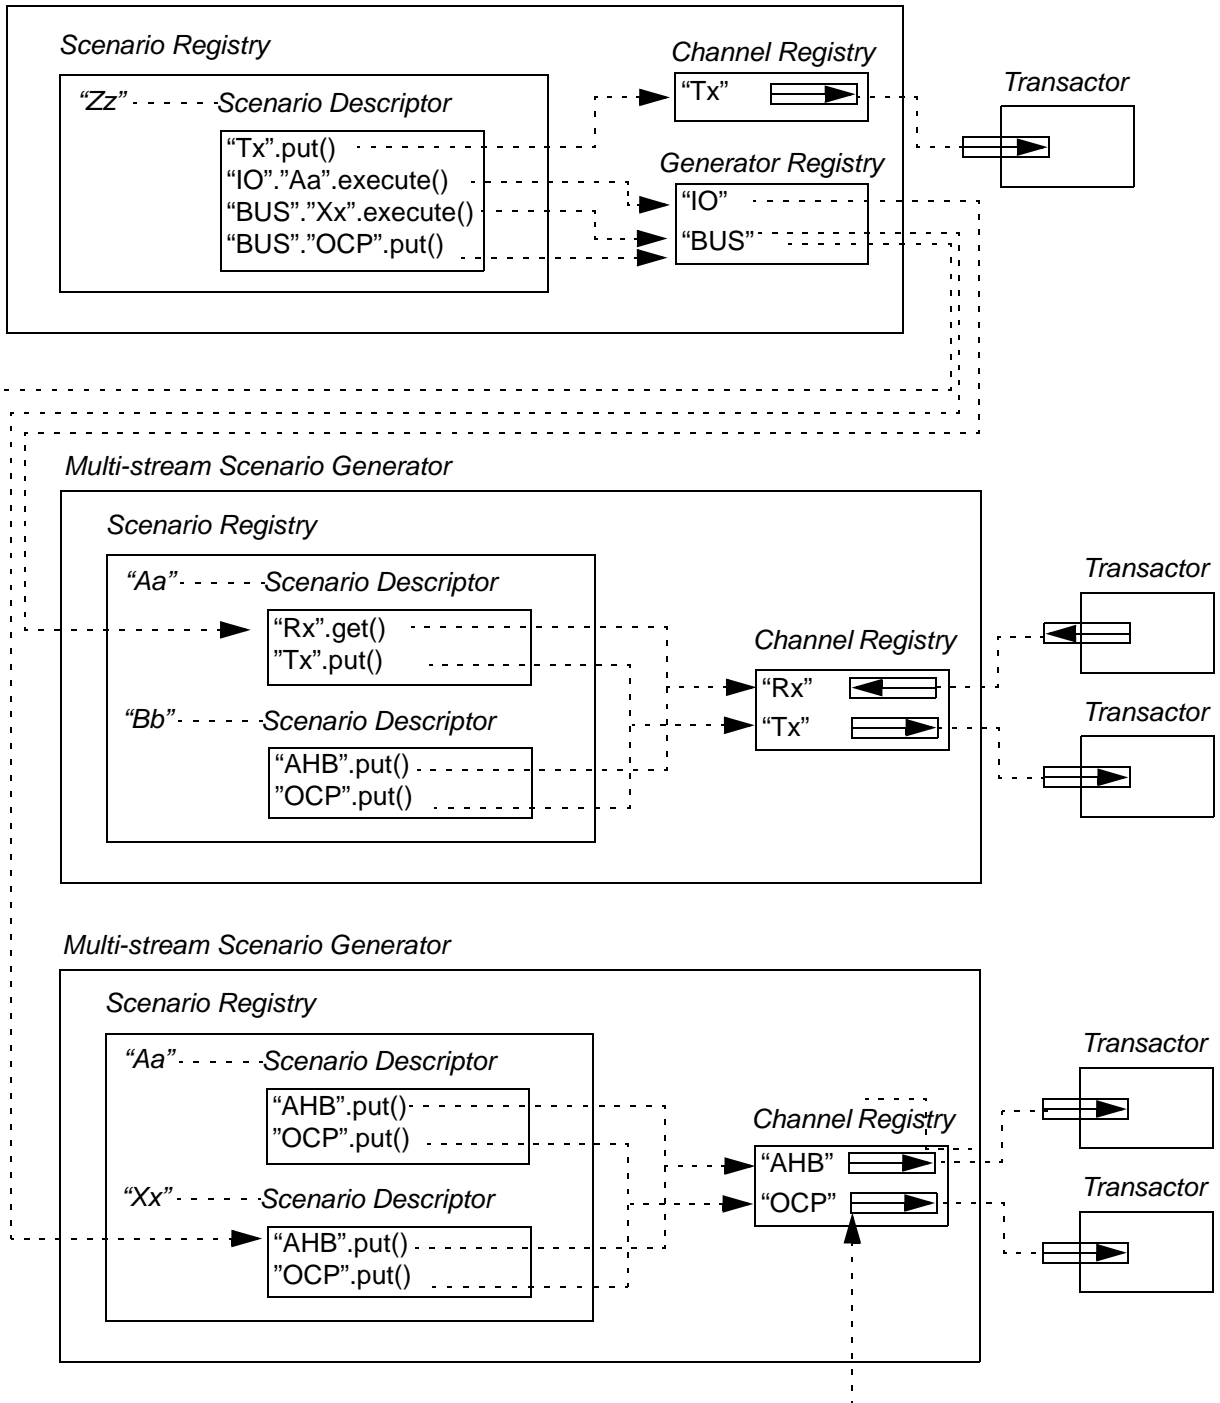 Scenario Registry
Channel Registry
Transactor
“Zz”
Scenario Descriptor
“Tx”
“Tx”.put()
“IO”.”Aa”.execute()
“BUS”.”Xx”.execute()
“BUS”.”OCP”.put()
Generator Registry
“IO”
“BUS”
Multi-stream Scenario Generator
Scenario Registry
“Aa”
Scenario Descriptor
“Rx”.get()
”Tx”.put()
“Bb”
Scenario Descriptor
“AHB”.put()
”OCP”.put()
Channel Registry
“Rx”
“Tx”
Transactor
Transactor
Multi-stream Scenario Generator
Scenario Registry
“Aa”
Scenario Descriptor
“AHB”.put()
”OCP”.put()
“Xx”
Scenario Descriptor
“AHB”.put()
”OCP”.put()
Channel Registry
“AHB”
“OCP”
Transactor
Transactor